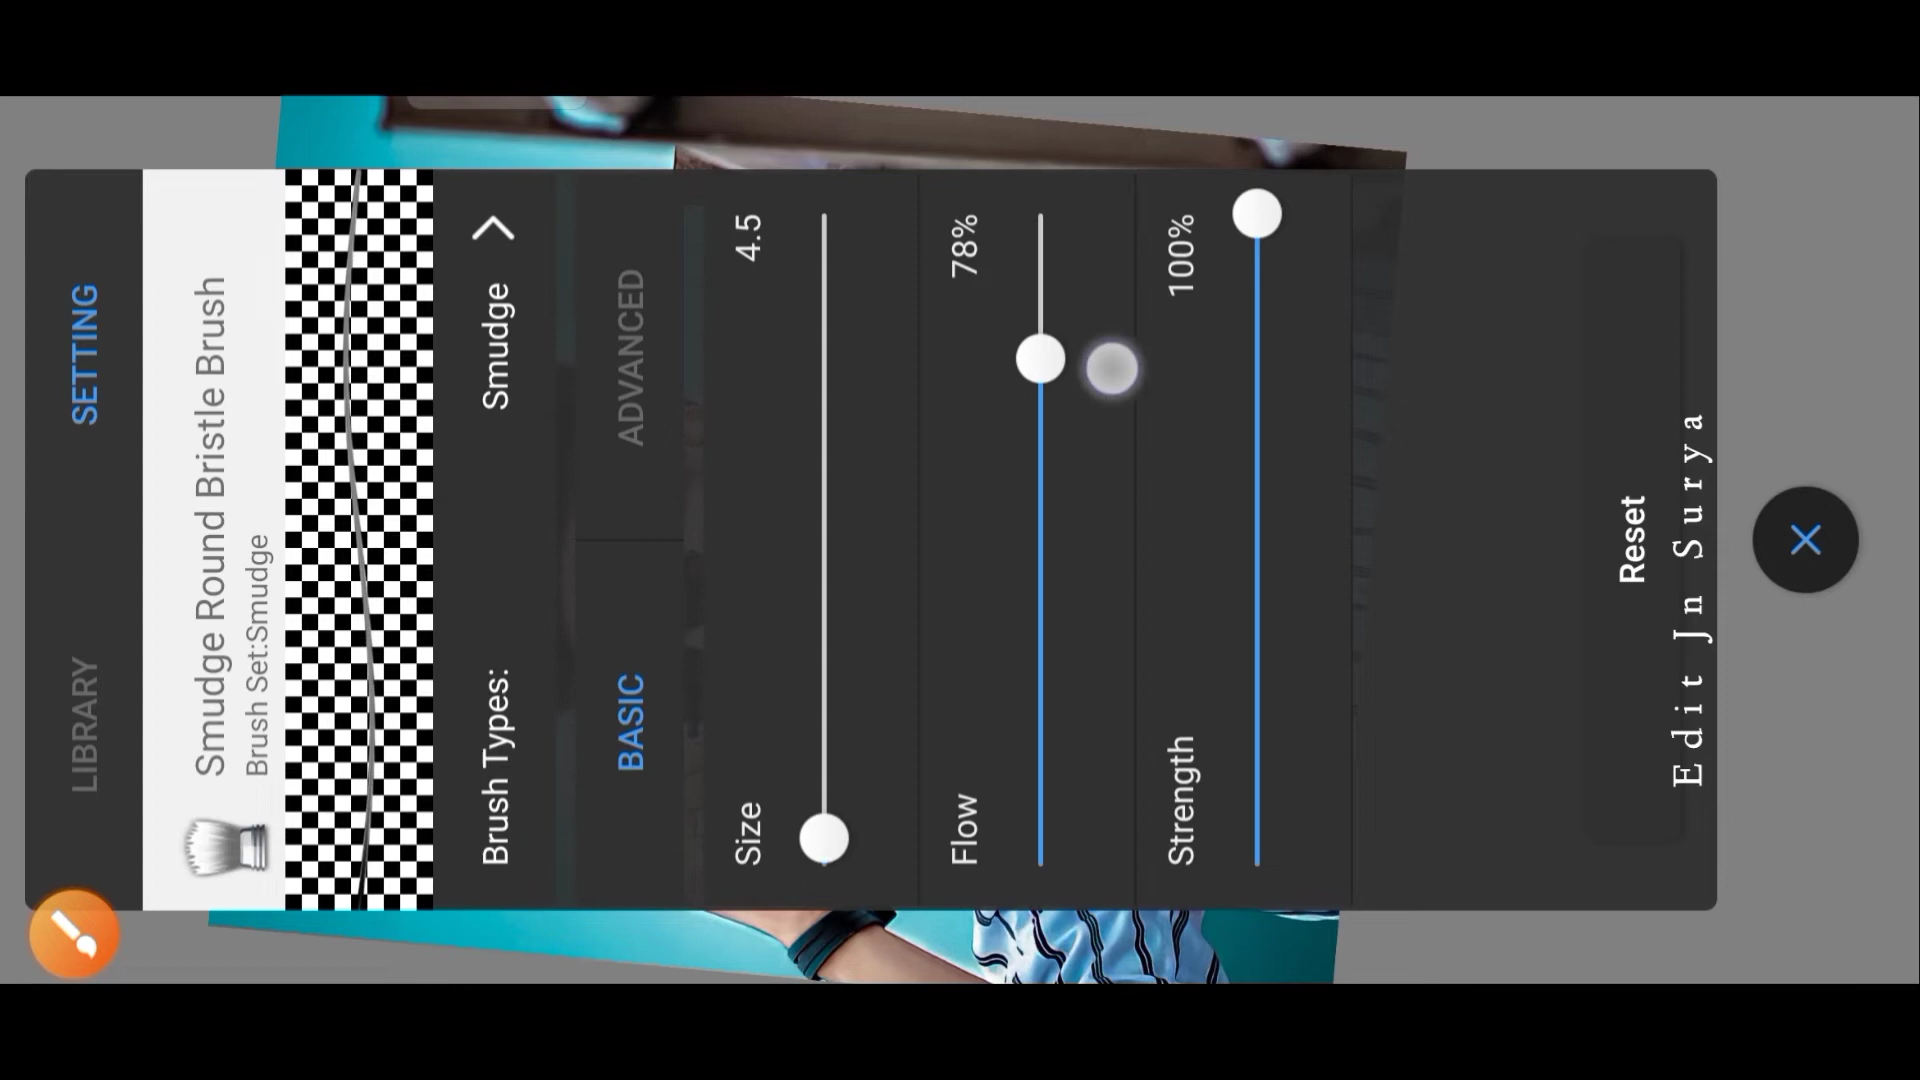 LIBRARY SETTING
Smudge Round Bristle Brush
Brush Set:Smudge
Brush Types: Smudge
BASIC ADVANCED
Size 4.5
Flow 78%
Strength 100%
Reset
Edit Jn Surya